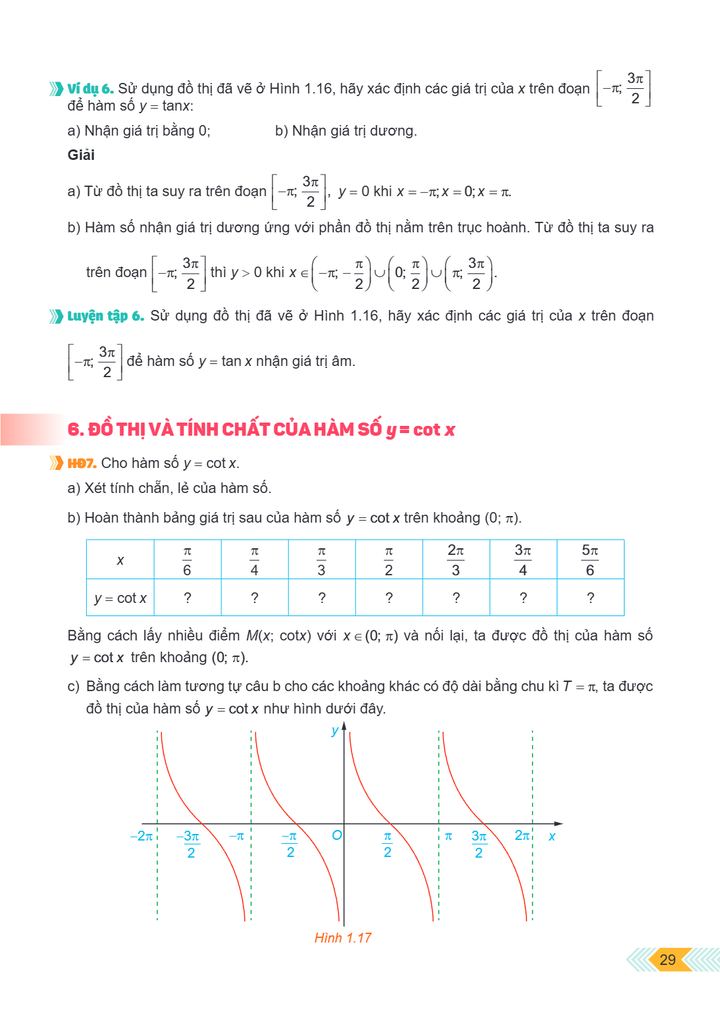 Ví dụ 6. Sử dụng đồ thị đã vẽ ở Hình 1.16, hãy xác định các giá trị của x trên đoạn [−π; 3π/2]
để hàm số y = tanx:
a) Nhận giá trị bằng 0; b) Nhận giá trị dương.
Giải
a) Từ đồ thị ta suy ra trên đoạn [−π; 3π/2], y = 0 khi x = −π; x = 0; x = π.
b) Hàm số nhận giá trị dương ứng với phần đồ thị nằm trên trục hoành. Từ đồ thị ta suy ra
trên đoạn [−π; 3π/2] thì y > 0 khi x ∈ (−π; −π/2) ∪ (0; π/2) ∪ (π; 3π/2).
Luyện tập 6. Sử dụng đồ thị đã vẽ ở Hình 1.16, hãy xác định các giá trị của x trên đoạn
[−π; 3π/2] để hàm số y = tan x nhận giá trị âm.
6. ĐỒ THỊ VÀ TÍNH CHẤT CỦA HÀM SỐ y = cot x
HĐ7. Cho hàm số y = cot x.
a) Xét tính chẵn, lẻ của hàm số.
b) Hoàn thành bảng giá trị sau của hàm số y = cot x trên khoảng (0; π).
x π/6 π/4 π/3 π/2 2π/3 3π/4 5π/6
y = cot x ? ? ? ? ? ? ?
Bằng cách lấy nhiều điểm M(x; cotx) với x ∈ (0; π) và nối lại, ta được đồ thị của hàm số
y = cot x trên khoảng (0; π).
c) Bằng cách làm tương tự câu b cho các khoảng khác có độ dài bằng chu kì T = π, ta được
đồ thị của hàm số y = cot x như hình dưới đây.
y
−2π −3π/2 −π −π/2 O π/2 π 3π/2 2π x
Hình 1.17
29